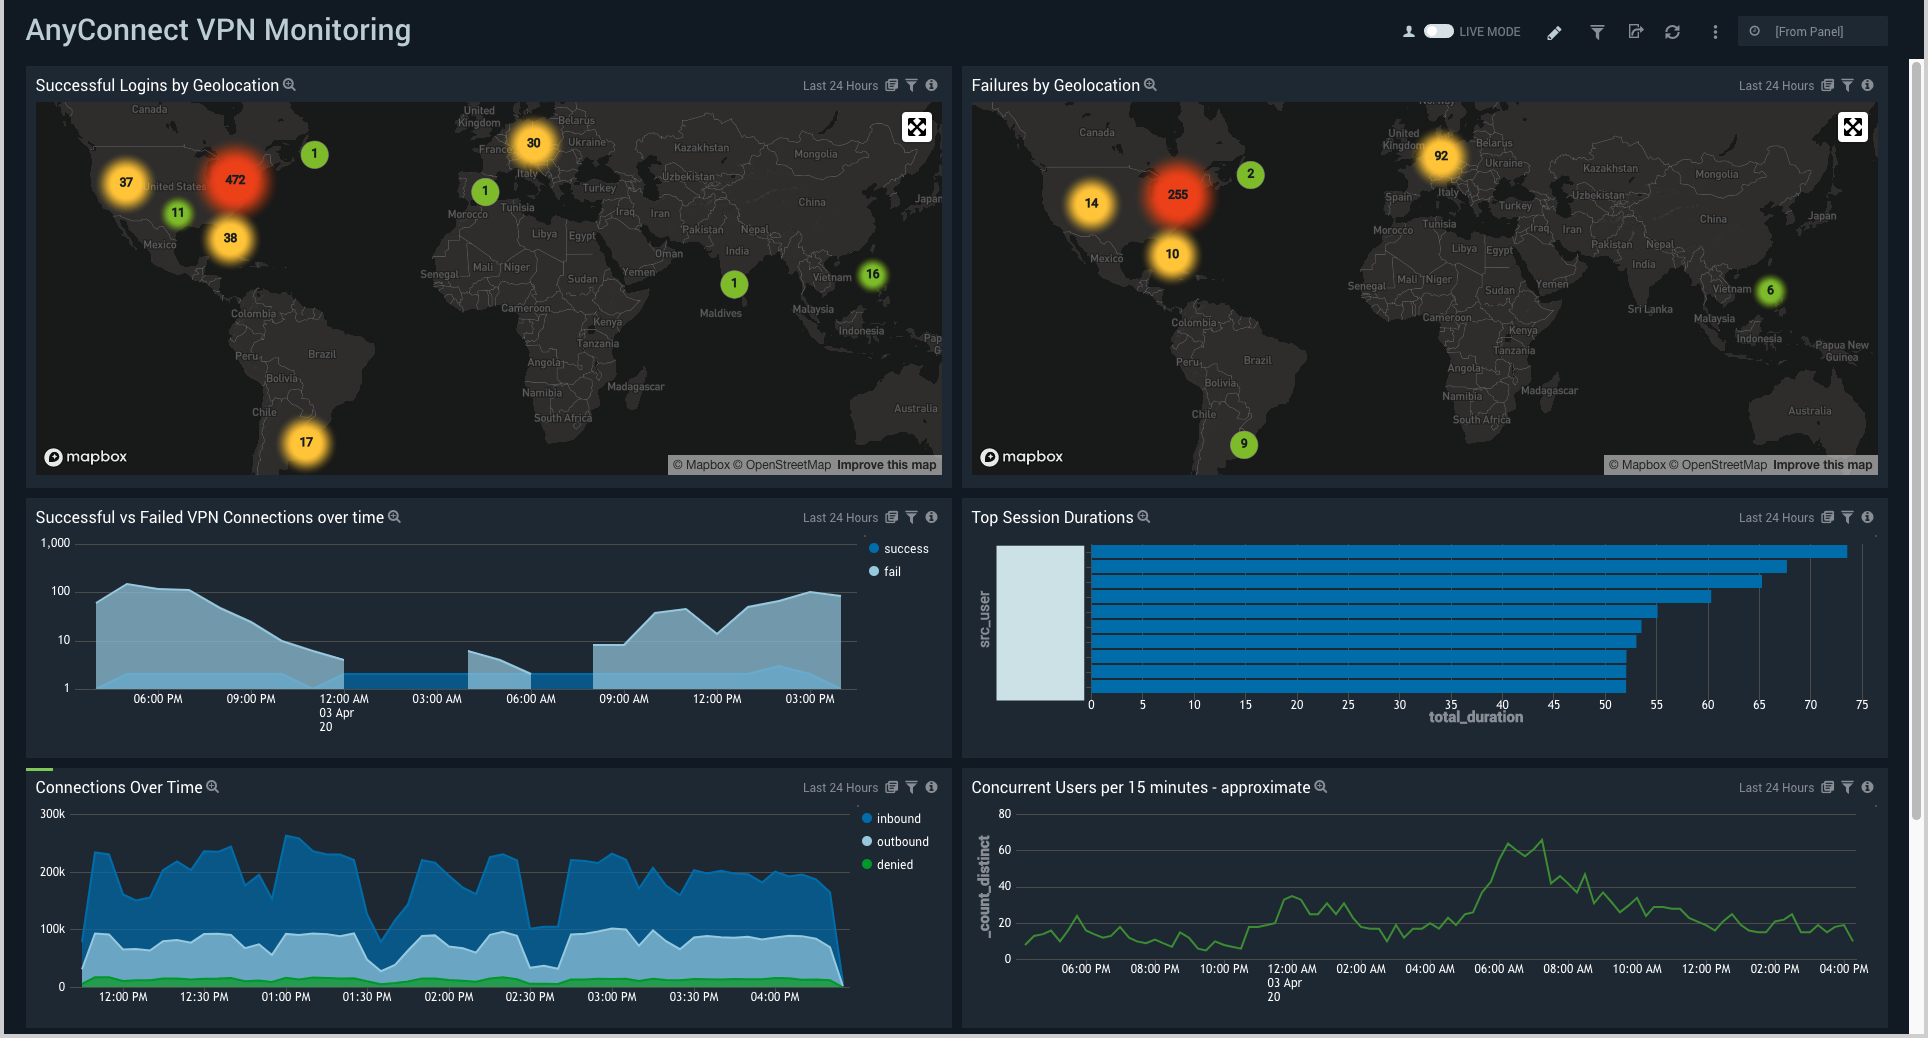 AnyConnect VPN Monitoring
LIVE MODE
[From Panel]
Successful Logins by Geolocation
Last 24 Hours
Canada
United Kingdom
Belarus
France
Ukraine
Kazakhstan
Mongolia
Italy
Uzbekistan
Turkey
United States
Morocco
Tunisia
Iraq
Iran
China
Japan
Libya
Egypt
Pakistan
Nepal
Mexico
Oman
India
Senegal
Mali
Niger
Sudan
Yemen
Vietnam
Cameroon
Maldives
Malaysia
Colombia
Kenya
Indonesia
Tanzania
Peru
Brazil
Angola
Pap
G
Bolivia
Namibia
Madagascar
Chile
South Africa
Australia
1
30
37
472
1
11
38
1
16
17
mapbox
© Mapbox © OpenStreetMap Improve this map
Failures by Geolocation
Last 24 Hours
Canada
United Kingdom
Belarus
Ukraine
Kazakhstan
Mongolia
Italy
Spain
Uzbekistan
Turkey
Morocco
Tunisia
Iraq
Iran
China
Japan
Libya
Egypt
Pakistan
Nepal
Mexico
India
Senegal
Mali
Niger
Sudan
Yemen
Vietnam
Sri Lanka
Cameroon
Malaysia
Colombia
Kenya
Indonesia
Tanzania
Papua New Guinea
Peru
Brazil
Angola
Bolivia
Namibia
Madagascar
Chile
South Africa
Australia
92
2
14
255
10
6
9
mapbox
© Mapbox © OpenStreetMap Improve this map
Successful vs Failed VPN Connections over time
Last 24 Hours
1,000
100
10
1
success
fail
06:00 PM
09:00 PM
12:00 AM
03 Apr
20
03:00 AM
06:00 AM
09:00 AM
12:00 PM
03:00 PM
Top Session Durations
Last 24 Hours
src_user
0 5 10 15 20 25 30 35 40 45 50 55 60 65 70 75
total_duration
Connections Over Time
Last 24 Hours
300k
200k
100k
0
inbound
outbound
denied
12:00 PM
12:30 PM
01:00 PM
01:30 PM
02:00 PM
02:30 PM
03:00 PM
03:30 PM
04:00 PM
Concurrent Users per 15 minutes - approximate
Last 24 Hours
_count_distinct
80
60
40
20
0
06:00 PM
08:00 PM
10:00 PM
12:00 AM
03 Apr
20
02:00 AM
04:00 AM
06:00 AM
08:00 AM
10:00 AM
12:00 PM
02:00 PM
04:00 PM